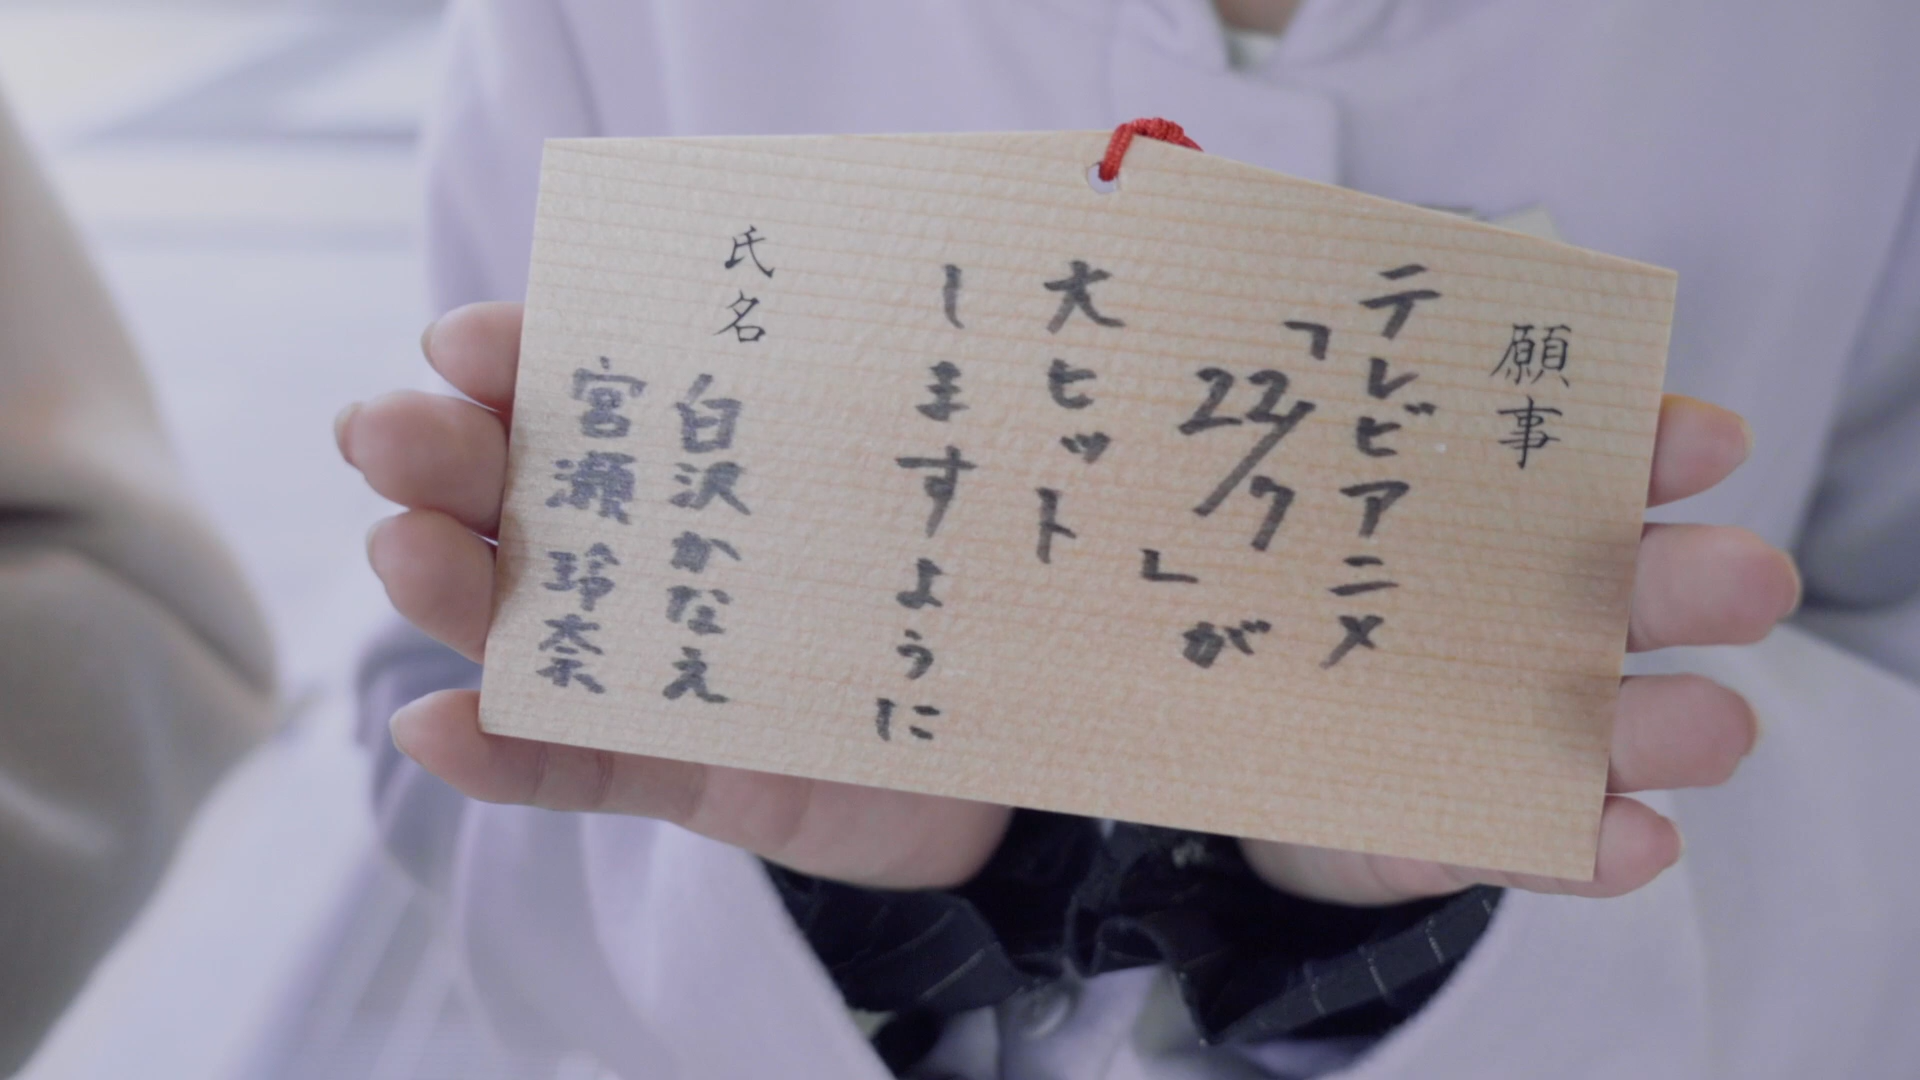 願事
テレビアニメ
「22/7」が
大ヒット
しますように
氏名
白沢かなえ
宮瀬玲奈